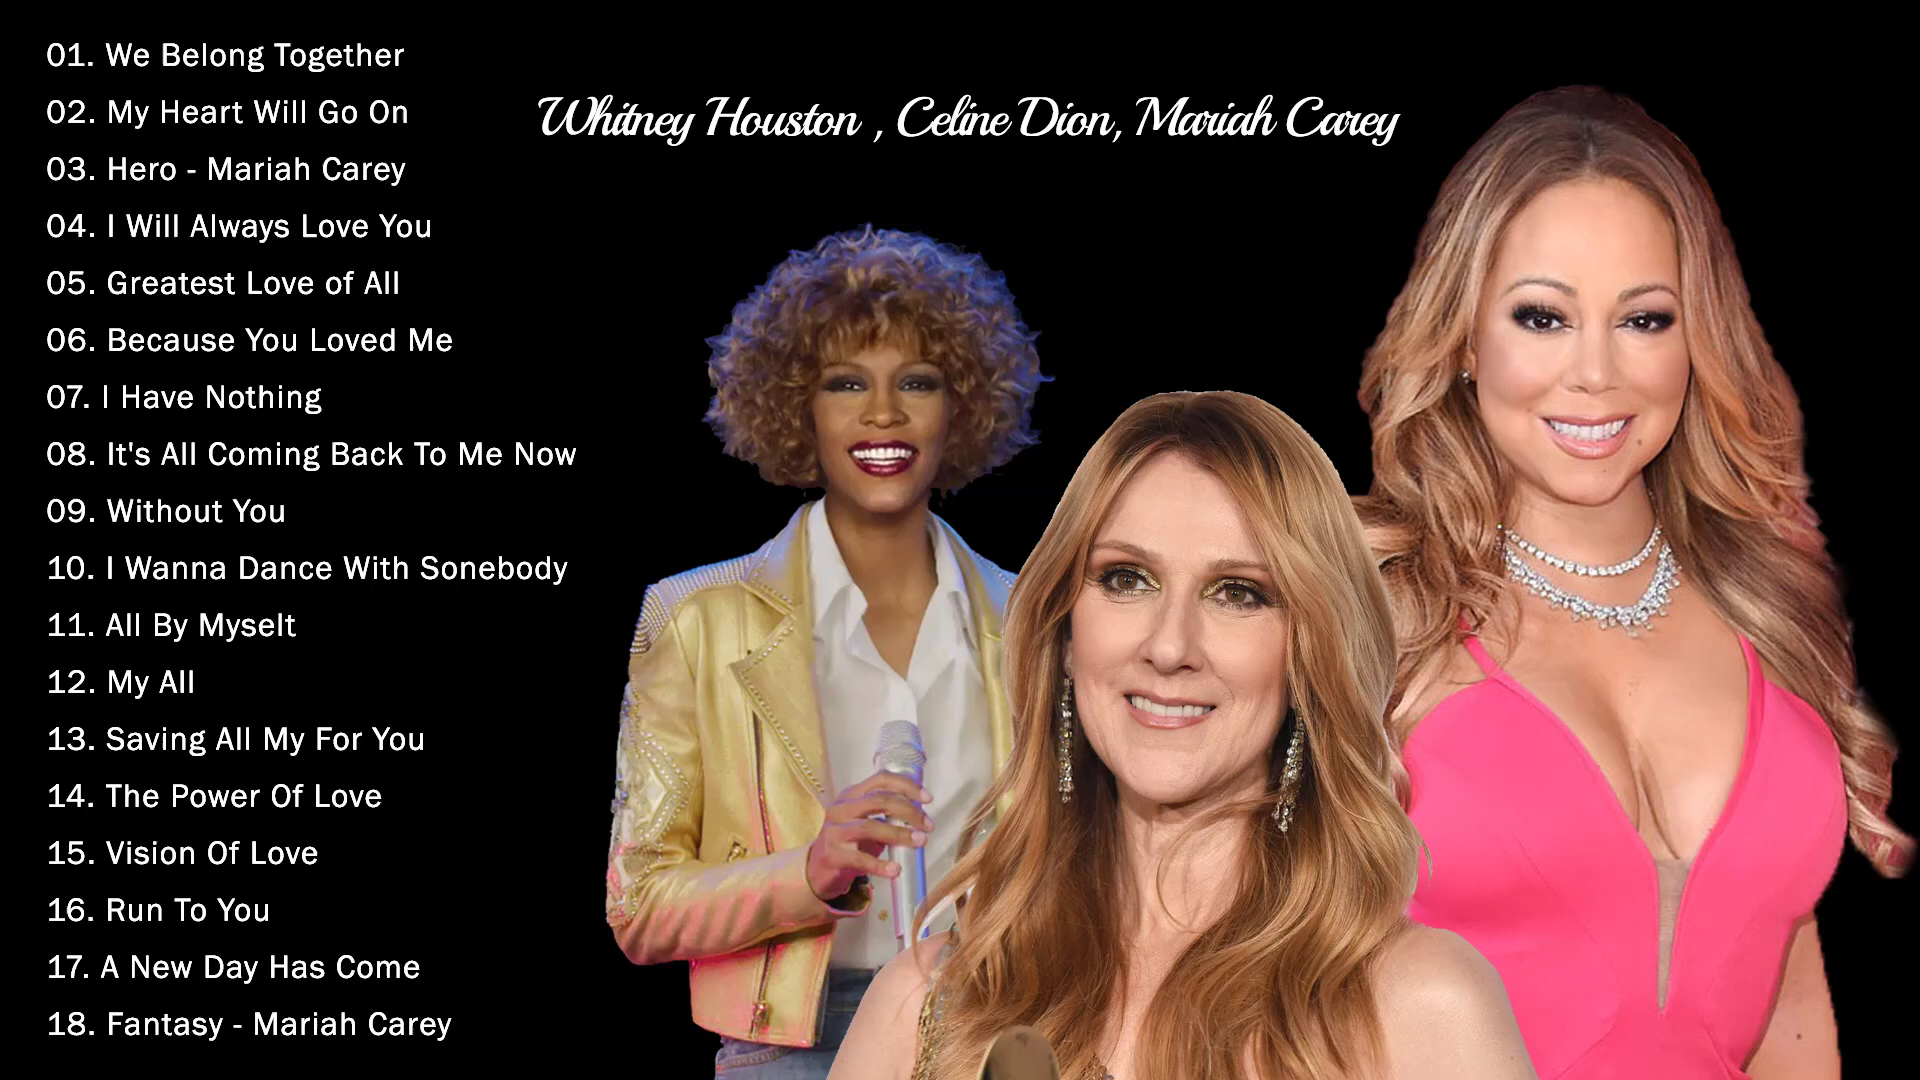 01. We Belong Together
02. My Heart Will Go On
03. Hero - Mariah Carey
04. I Will Always Love You
05. Greatest Love of All
06. Because You Loved Me
07. I Have Nothing
08. It's All Coming Back To Me Now
09. Without You
10. I Wanna Dance With Sonebody
11. All By Myselt
12. My All
13. Saving All My For You
14. The Power Of Love
15. Vision Of Love
16. Run To You
17. A New Day Has Come
18. Fantasy - Mariah Carey
Whitney Houston , Celine Dion, Mariah Carey